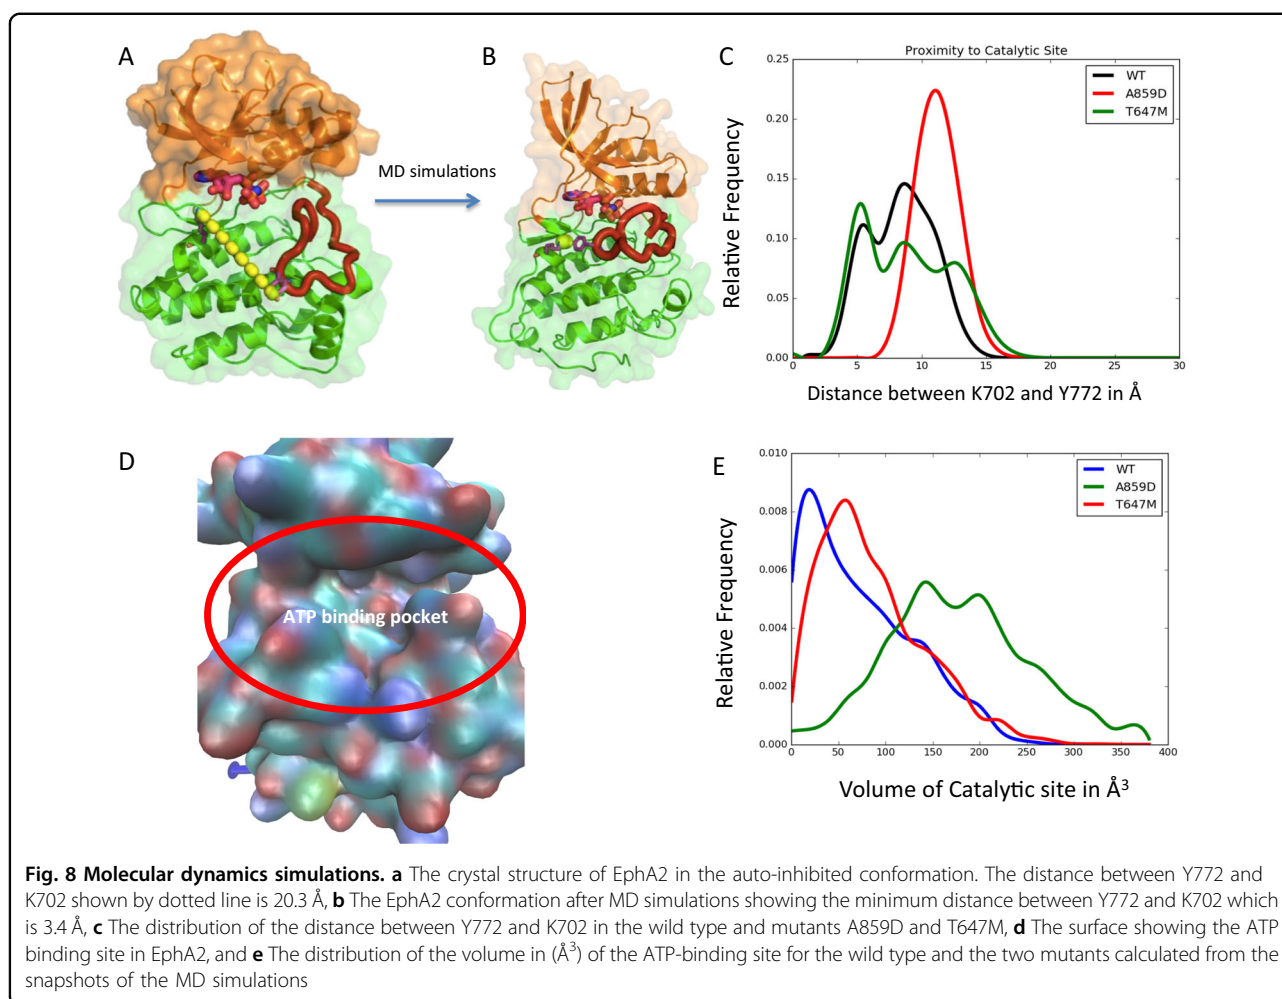 A
MD simulations
B
C
Proximity to Catalytic Site
WT
A859D
T647M
0.25
0.20
0.15
0.10
0.05
0.00
0 5 10 15 20 25 30
Relative Frequency
Distance between K702 and Y772 in Å
D
ATP binding pocket
E
WT
A859D
T647M
0.010
0.008
0.006
0.004
0.002
0.000
0 50 100 150 200 250 300 350 400
Relative Frequency
Volume of Catalytic site in Å³
Fig. 8 Molecular dynamics simulations. a The crystal structure of EphA2 in the auto-inhibited conformation. The distance between Y772 and
K702 shown by dotted line is 20.3 Å, b The EphA2 conformation after MD simulations showing the minimum distance between Y772 and K702 which
is 3.4 Å, c The distribution of the distance between Y772 and K702 in the wild type and mutants A859D and T647M, d The surface showing the ATP
binding site in EphA2, and e The distribution of the volume in (Å³) of the ATP-binding site for the wild type and the two mutants calculated from the
snapshots of the MD simulations